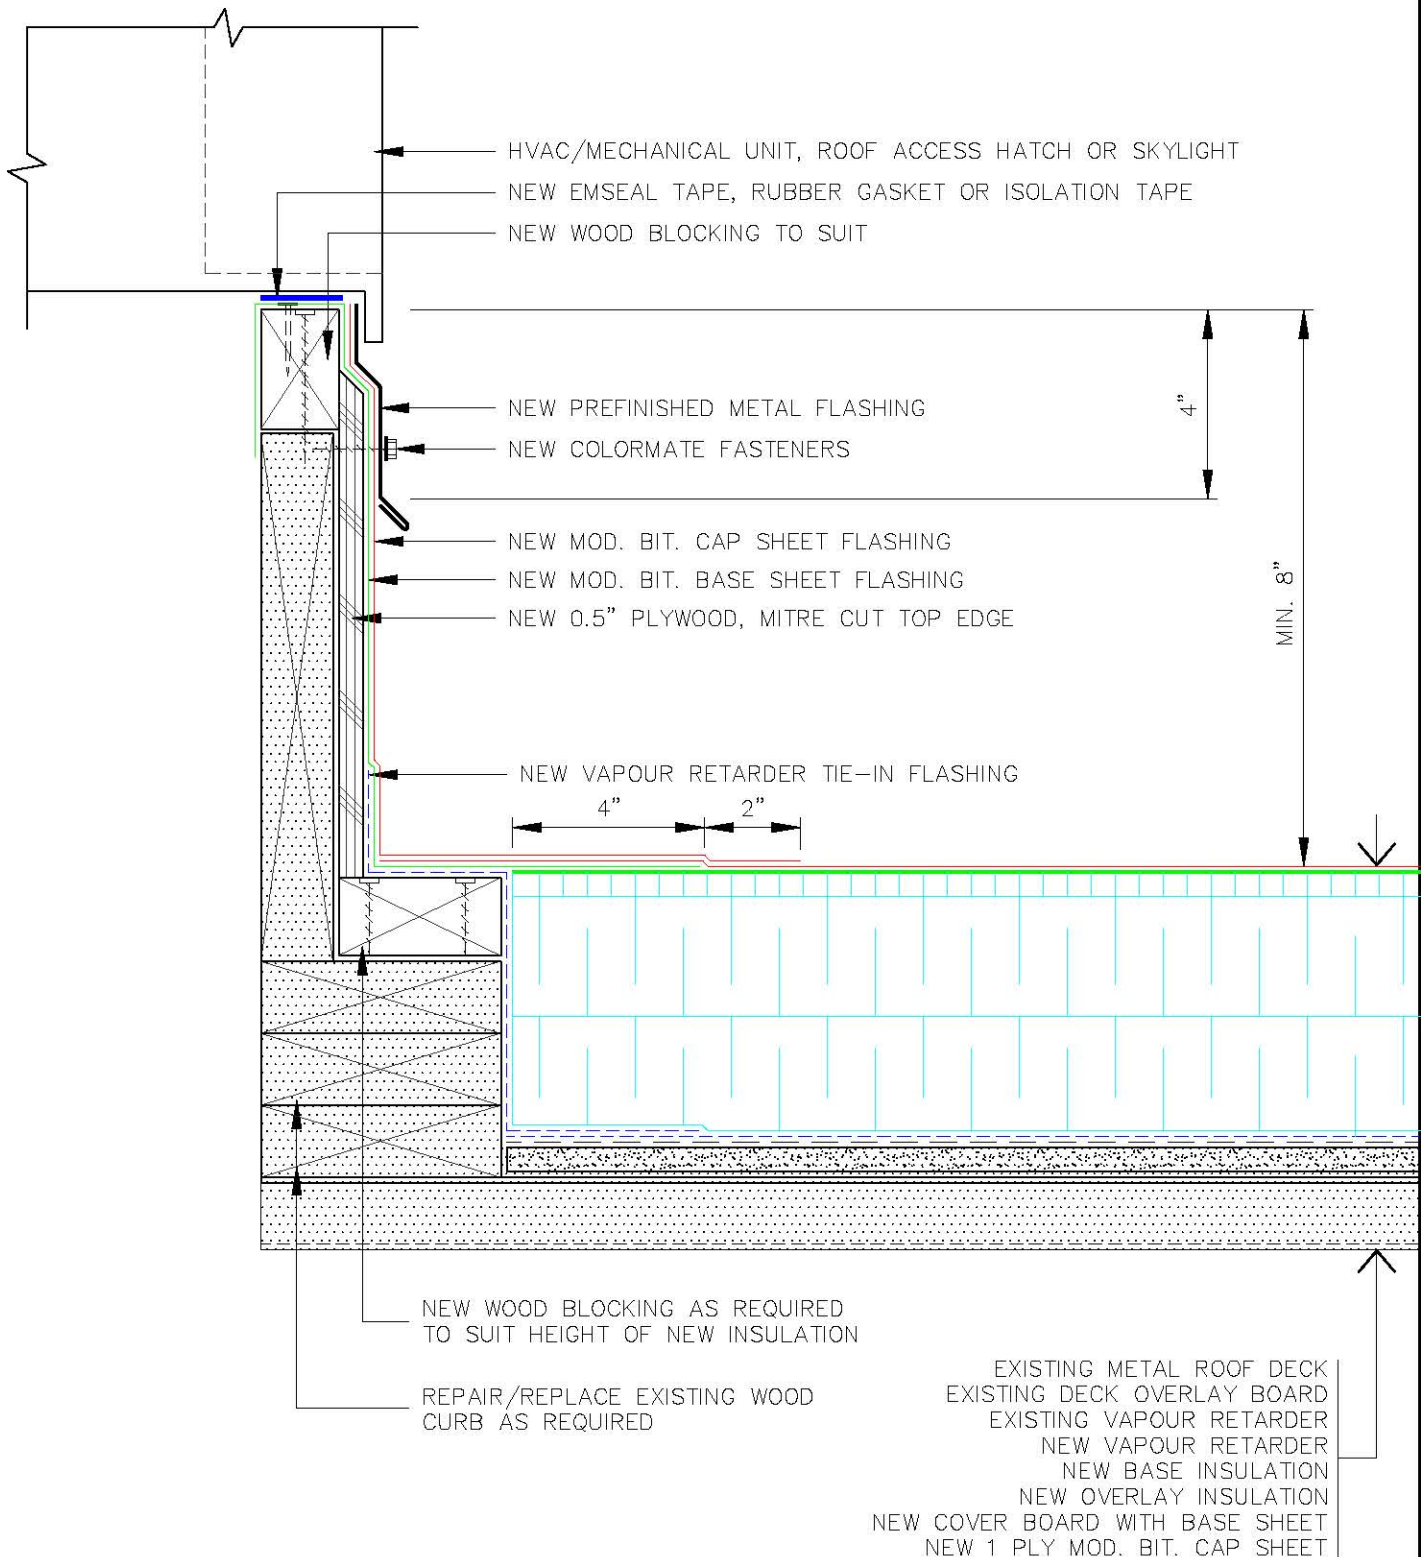 HVAC/MECHANICAL UNIT, ROOF ACCESS HATCH OR SKYLIGHT
NEW EMSEAL TAPE, RUBBER GASKET OR ISOLATION TAPE
NEW WOOD BLOCKING TO SUIT
NEW PREFINISHED METAL FLASHING
4"
NEW COLORMATE FASTENERS
NEW MOD. BIT. CAP SHEET FLASHING
NEW MOD. BIT. BASE SHEET FLASHING
NEW 0.5" PLYWOOD, MITRE CUT TOP EDGE
MIN. 8"
NEW VAPOUR RETARDER TIE-IN FLASHING
4"
2"
NEW WOOD BLOCKING AS REQUIRED
TO SUIT HEIGHT OF NEW INSULATION
REPAIR/REPLACE EXISTING WOOD
CURB AS REQUIRED
EXISTING METAL ROOF DECK
EXISTING DECK OVERLAY BOARD
EXISTING VAPOUR RETARDER
NEW VAPOUR RETARDER
NEW BASE INSULATION
NEW OVERLAY INSULATION
NEW COVER BOARD WITH BASE SHEET
NEW 1 PLY MOD. BIT. CAP SHEET